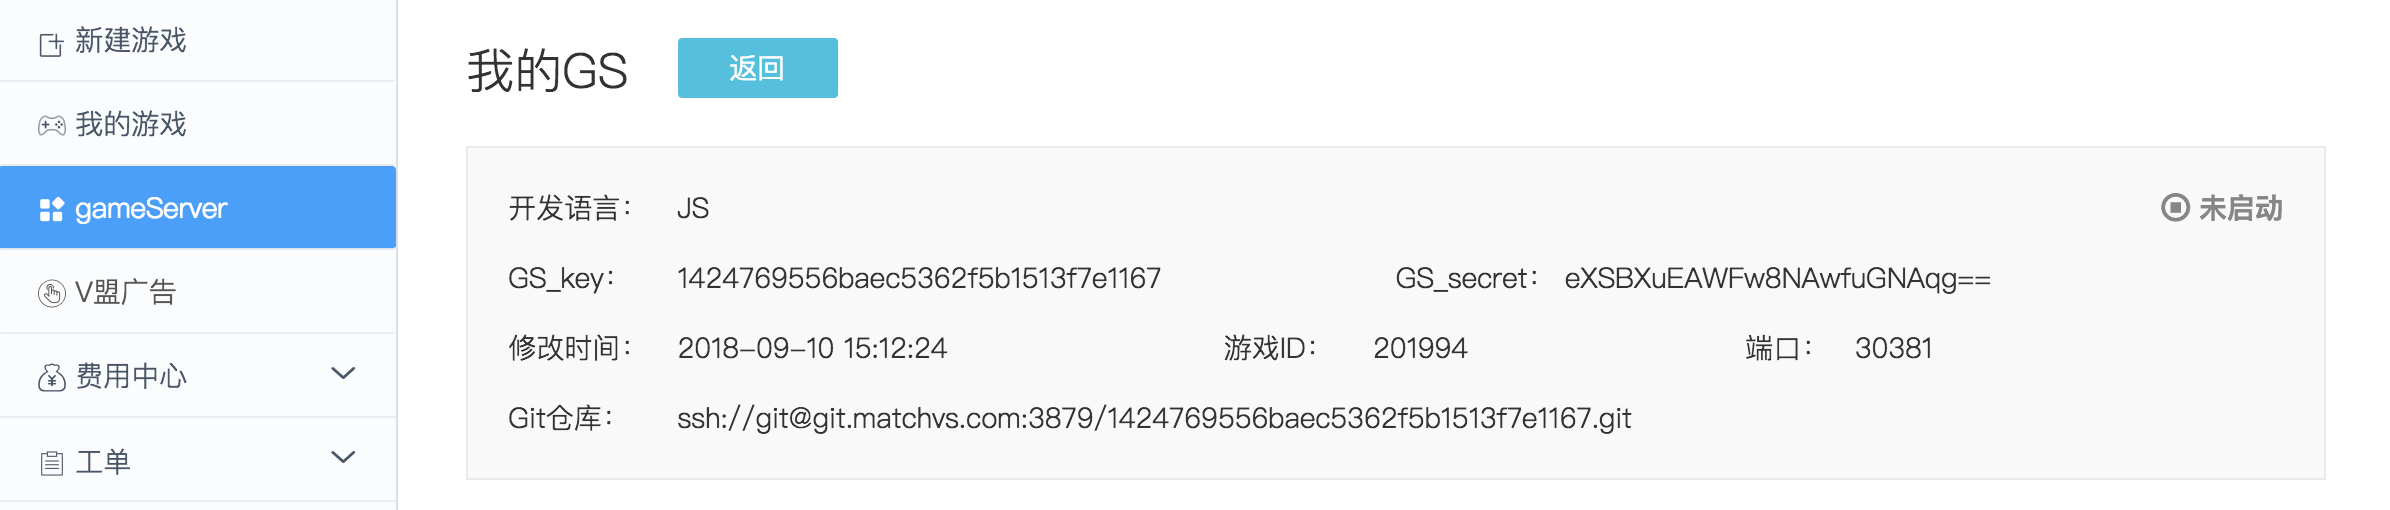 新建游戏
我的游戏
gameServer
V盟广告
费用中心
工单
我的GS 返回
开发语言： JS 未启动
GS_key： 1424769556baec5362f5b1513f7e1167 GS_secret： eXSBXuEAWFw8NAwfuGNAqg==
修改时间： 2018-09-10 15:12:24 游戏ID： 201994 端口： 30381
Git仓库： ssh://git@git.matchvs.com:3879/1424769556baec5362f5b1513f7e1167.git